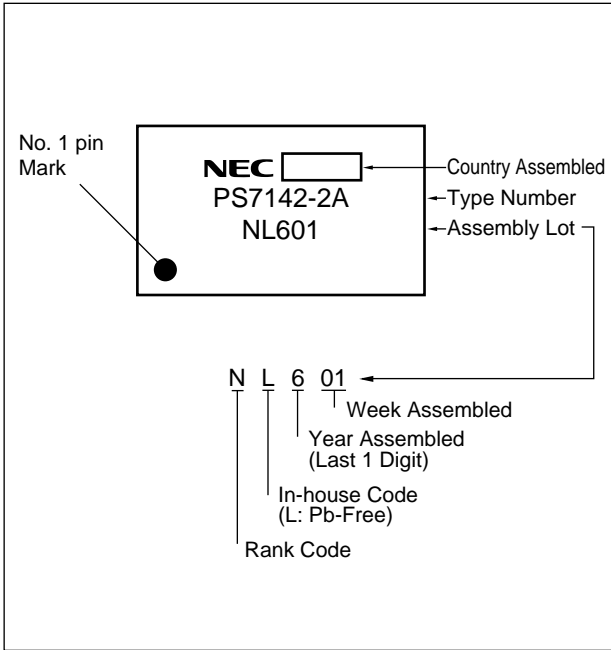 No. 1 pin
Mark
NEC
Country Assembled
PS7142-2A
Type Number
NL601
Assembly Lot
N L 6 01
Week Assembled
Year Assembled
(Last 1 Digit)
In-house Code
(L: Pb-Free)
Rank Code